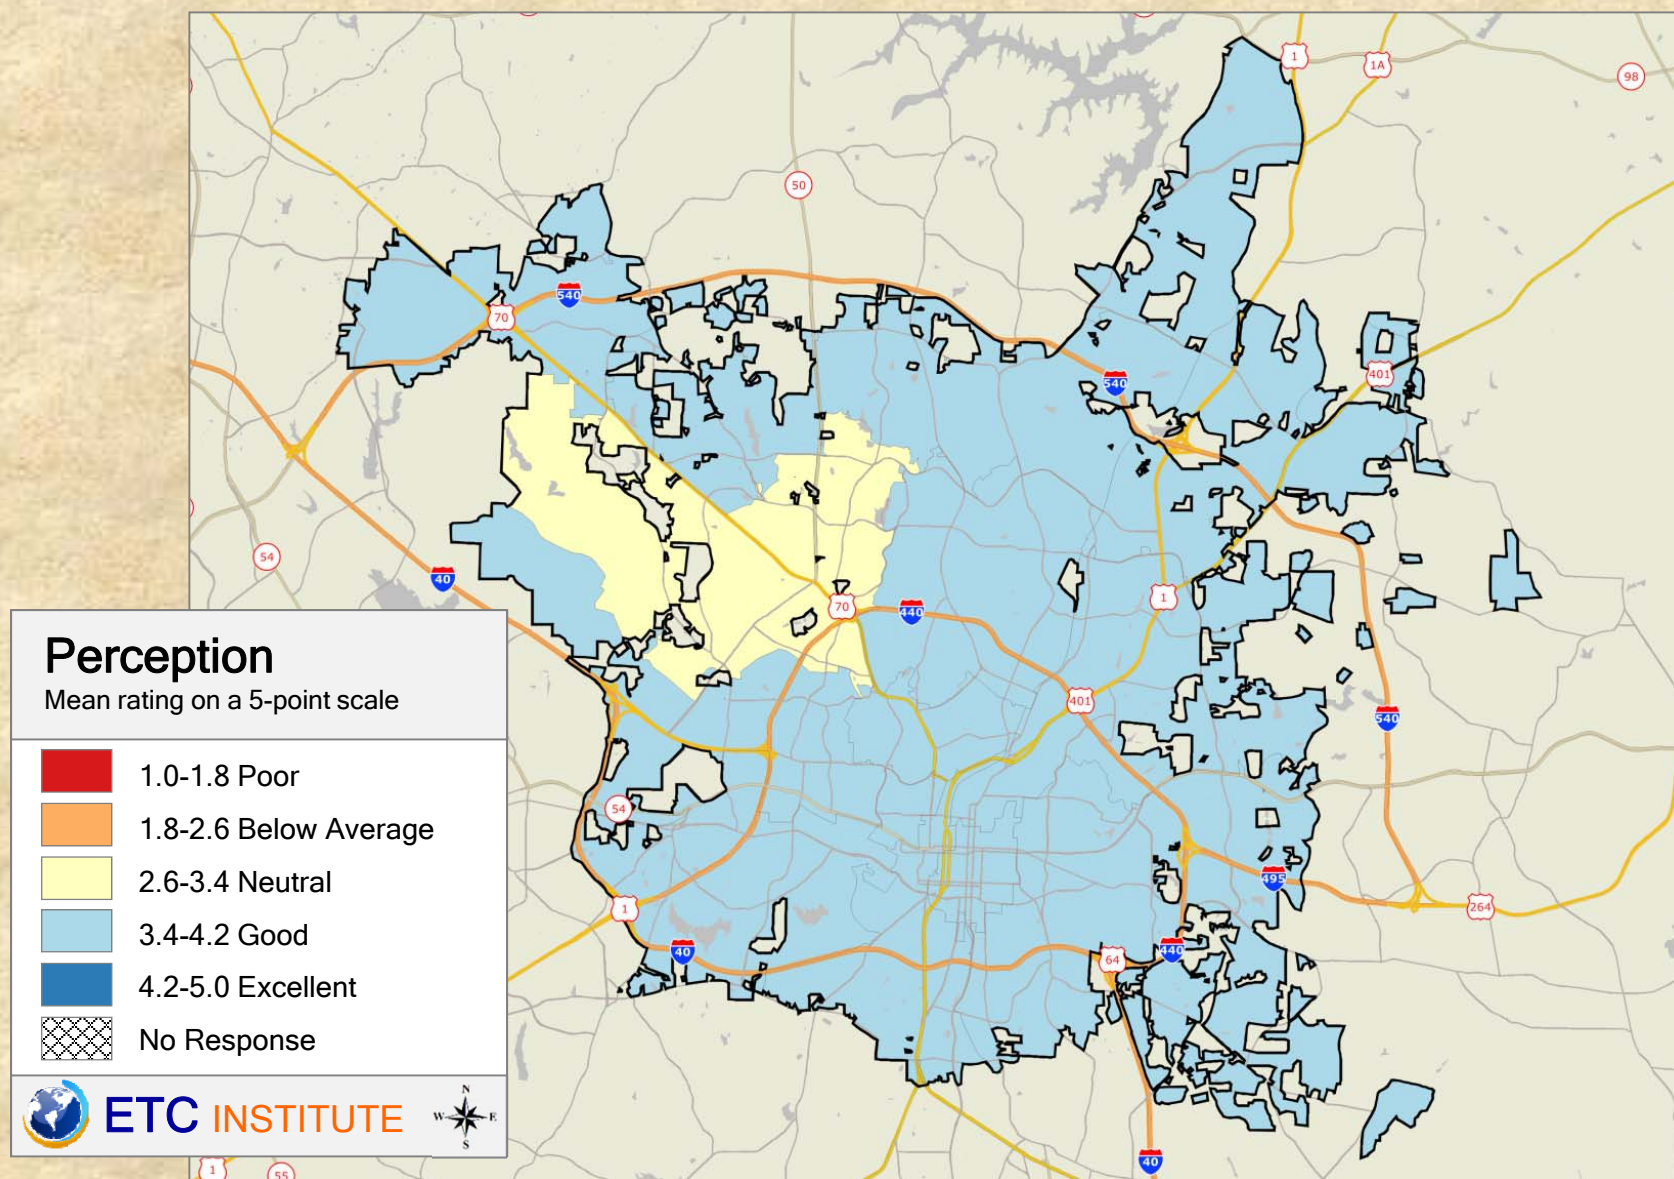 1
1A
98
50
540
70
401
540
54
40
1
70
440
401
540
54
495
1
264
40
440
64
40
1
55
Perception
Mean rating on a 5-point scale
1.0-1.8 Poor
1.8-2.6 Below Average
2.6-3.4 Neutral
3.4-4.2 Good
4.2-5.0 Excellent
No Response
ETC INSTITUTE
N
W E
S